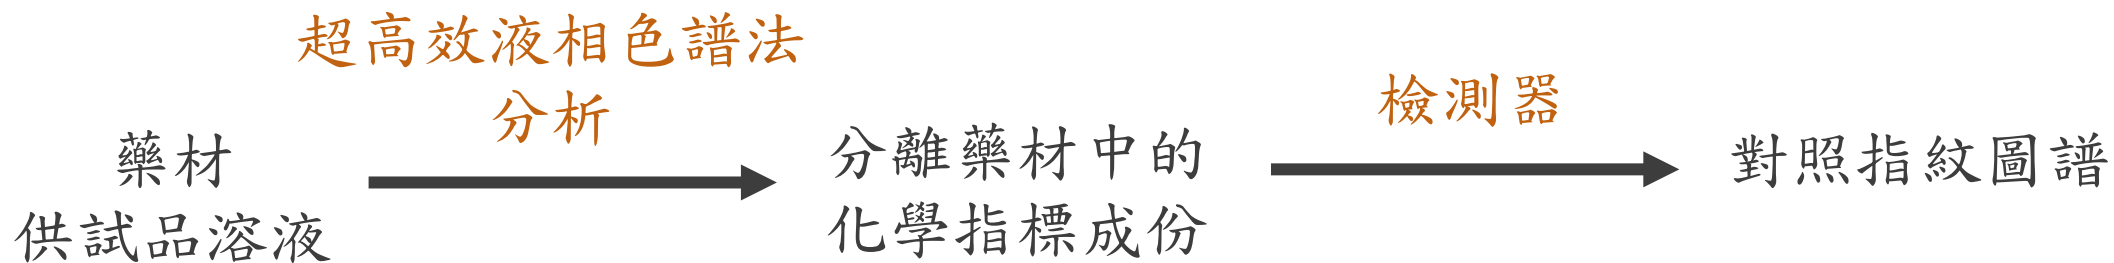 藥材
供試品溶液
超高效液相色譜法
分析
分離藥材中的
化學指標成份
檢測器
對照指紋圖譜